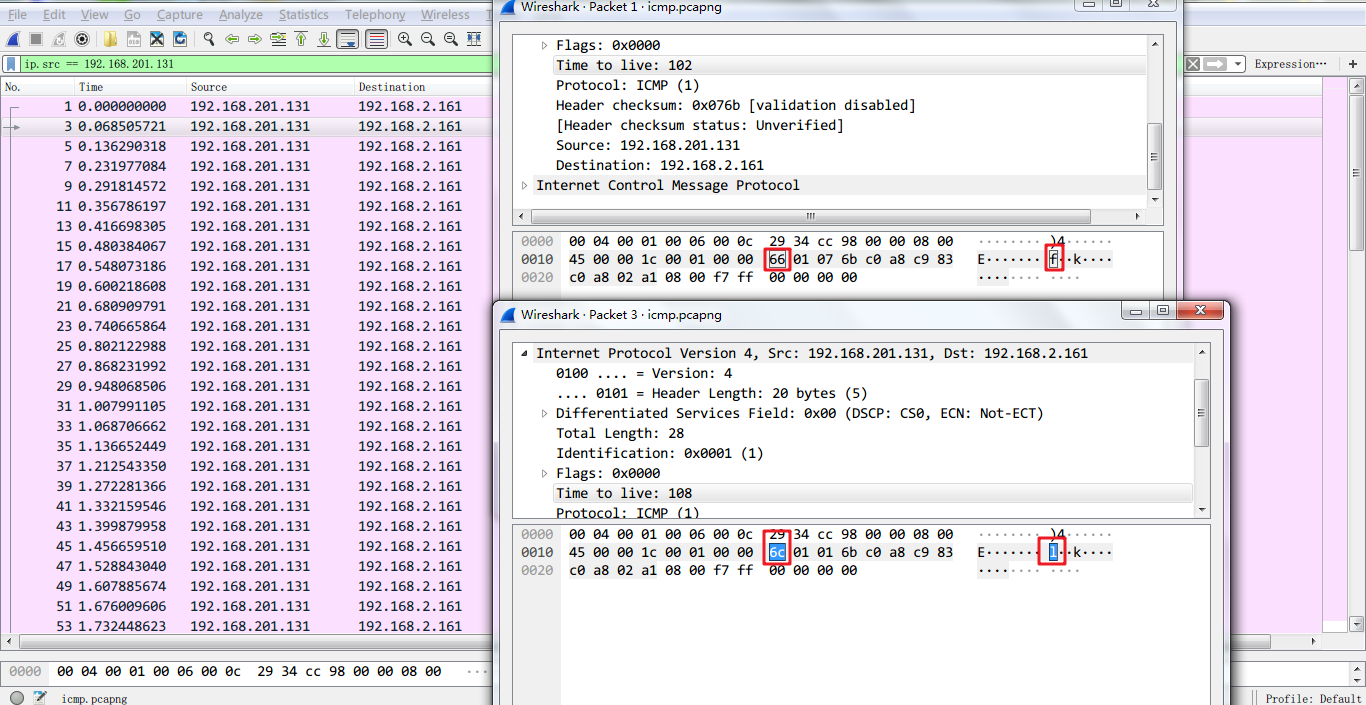 Wireshark · Packet 1 · icmp.pcapng
File Edit View Go Capture Analyze Statistics Telephony Wireless
ip.src == 192.168.201.131
Expression…
+
No. Time Source Destination
1 0.000000000 192.168.201.131 192.168.2.161
3 0.068505721 192.168.201.131 192.168.2.161
5 0.136290318 192.168.201.131 192.168.2.161
7 0.231977084 192.168.201.131 192.168.2.161
9 0.291814572 192.168.201.131 192.168.2.161
11 0.356786197 192.168.201.131 192.168.2.161
13 0.416698305 192.168.201.131 192.168.2.161
15 0.480384067 192.168.201.131 192.168.2.161
17 0.548073186 192.168.201.131 192.168.2.161
19 0.600218608 192.168.201.131 192.168.2.161
21 0.680909791 192.168.201.131 192.168.2.161
23 0.740665864 192.168.201.131 192.168.2.161
25 0.802122988 192.168.201.131 192.168.2.161
27 0.868231992 192.168.201.131 192.168.2.161
29 0.948068506 192.168.201.131 192.168.2.161
31 1.007991105 192.168.201.131 192.168.2.161
33 1.068706662 192.168.201.131 192.168.2.161
35 1.136652449 192.168.201.131 192.168.2.161
37 1.212543350 192.168.201.131 192.168.2.161
39 1.272281366 192.168.201.131 192.168.2.161
41 1.332159546 192.168.201.131 192.168.2.161
43 1.399879958 192.168.201.131 192.168.2.161
45 1.456659510 192.168.201.131 192.168.2.161
47 1.528843040 192.168.201.131 192.168.2.161
49 1.607885674 192.168.201.131 192.168.2.161
51 1.676009606 192.168.201.131 192.168.2.161
53 1.732448623 192.168.201.131 192.168.2.161
Flags: 0x0000
Time to live: 102
Protocol: ICMP (1)
Header checksum: 0x076b [validation disabled]
[Header checksum status: Unverified]
Source: 192.168.201.131
Destination: 192.168.2.161
Internet Control Message Protocol
0000 00 04 00 01 00 06 00 0c 29 34 cc 98 00 00 08 00 ········ )4······
0010 45 00 00 1c 00 01 00 00 66 01 07 6b c0 a8 c9 83 E······· f··k····
0020 c0 a8 02 a1 08 00 f7 ff 00 00 00 00 ········ ····
Wireshark · Packet 3 · icmp.pcapng
Internet Protocol Version 4, Src: 192.168.201.131, Dst: 192.168.2.161
0100 .... = Version: 4
.... 0101 = Header Length: 20 bytes (5)
Differentiated Services Field: 0x00 (DSCP: CS0, ECN: Not-ECT)
Total Length: 28
Identification: 0x0001 (1)
Flags: 0x0000
Time to live: 108
Protocol: ICMP (1)
0000 00 04 00 01 00 06 00 0c 29 34 cc 98 00 00 08 00 ········ )4······
0010 45 00 00 1c 00 01 00 00 6c 01 01 6b c0 a8 c9 83 E······· l··k····
0020 c0 a8 02 a1 08 00 f7 ff 00 00 00 00 ········ ····
0000 00 04 00 01 00 06 00 0c 29 34 cc 98 00 00 08 00 ···
icmp.pcapng
Profile: Default